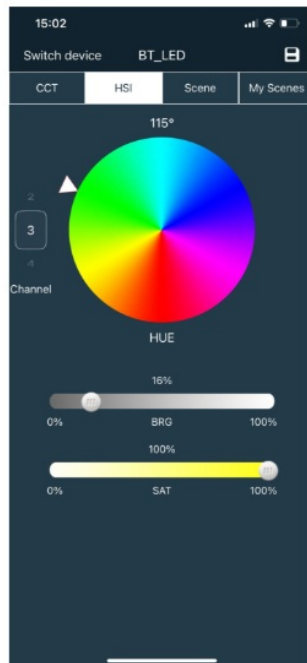 15:02
Switch device BT_LED
CCT HSI Scene My Scenes
115°
2
3
4
Channel
HUE
16%
0% BRG 100%
100%
0% SAT 100%